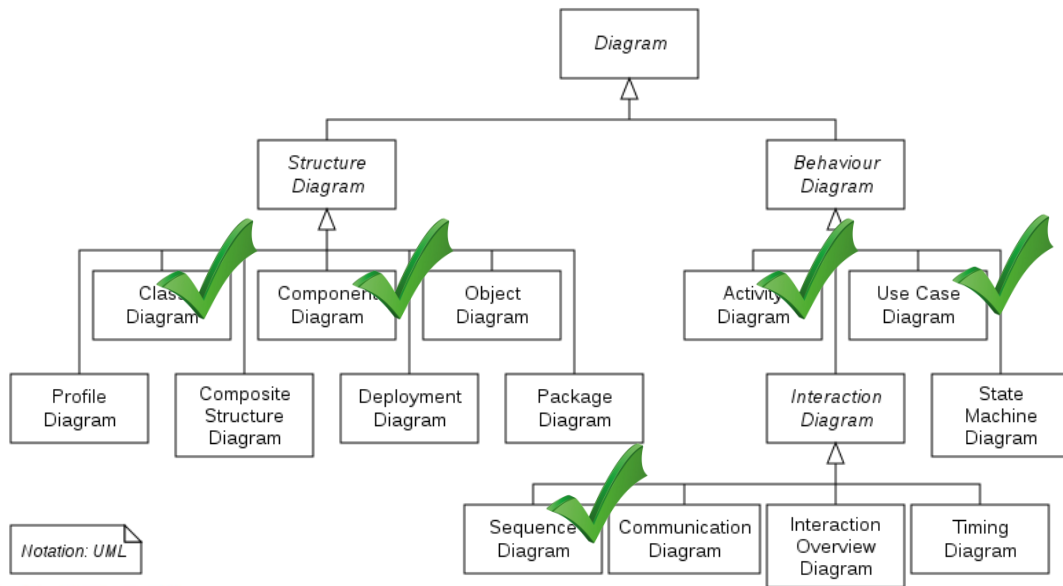 Diagram
Structure
Diagram
Behaviour
Diagram
Class
Diagram
Component
Diagram
Object
Diagram
Activity
Diagram
Use Case
Diagram
Profile
Diagram
Composite
Structure
Diagram
Deployment
Diagram
Package
Diagram
Interaction
Diagram
State
Machine
Diagram
Sequence
Diagram
Communication
Diagram
Interaction
Overview
Diagram
Timing
Diagram
Notation: UML